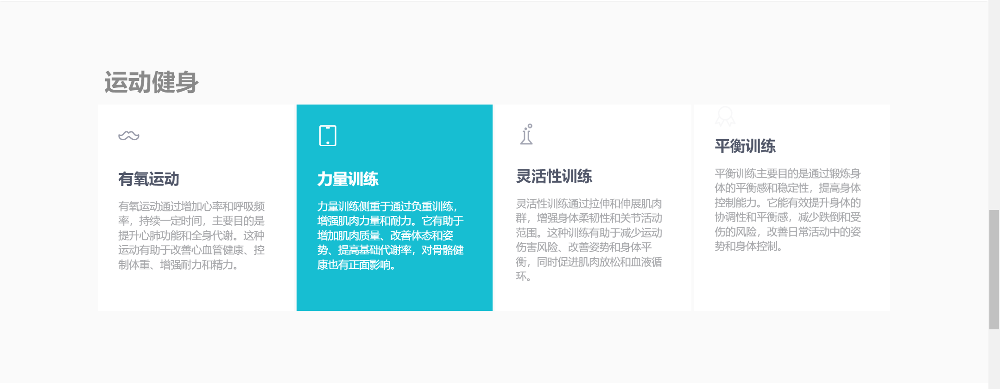 运动健身
有氧运动
有氧运动通过增加心率和呼吸频
率，持续一定时间，主要目的是
提升心肺功能和全身代谢。这种
运动有助于改善心血管健康、控
制体重、增强耐力和精力。
力量训练
力量训练侧重于通过负重训练，
增强肌肉力量和耐力。它有助于
增加肌肉质量、改善体态和姿
势、提高基础代谢率，对骨骼健
康也有正面影响。
灵活性训练
灵活性训练通过拉伸和伸展肌肉
群，增强身体柔韧性和关节活动
范围。这种训练有助于减少运动
伤害风险、改善姿势和身体平
衡，同时促进肌肉放松和血液循
环。
平衡训练
平衡训练主要目的是通过锻炼身
体的平衡感和稳定性，提高身体
控制能力。它能有效提升身体的
协调性和平衡感，减少跌倒和受
伤的风险，改善日常活动中的姿
势和身体控制。